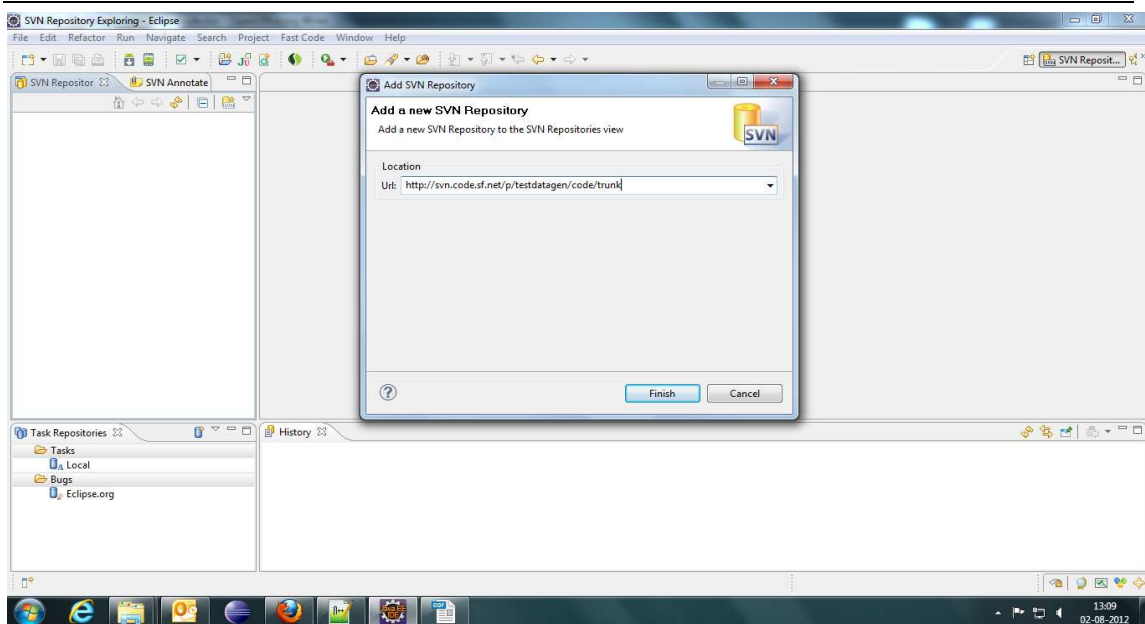 SVN Repository Exploring - Eclipse
File Edit Refactor Run Navigate Search Project Fast Code Window Help
SVN Reposit...
SVN Repositor
SVN Annotate
Add SVN Repository
Add a new SVN Repository
Add a new SVN Repository to the SVN Repositories view
SVN
Location
Url: http://svn.code.sf.net/p/testdatagen/code/trunk
Finish
Cancel
Task Repositories
Tasks
Local
Bugs
Eclipse.org
History
13:09
02-08-2012